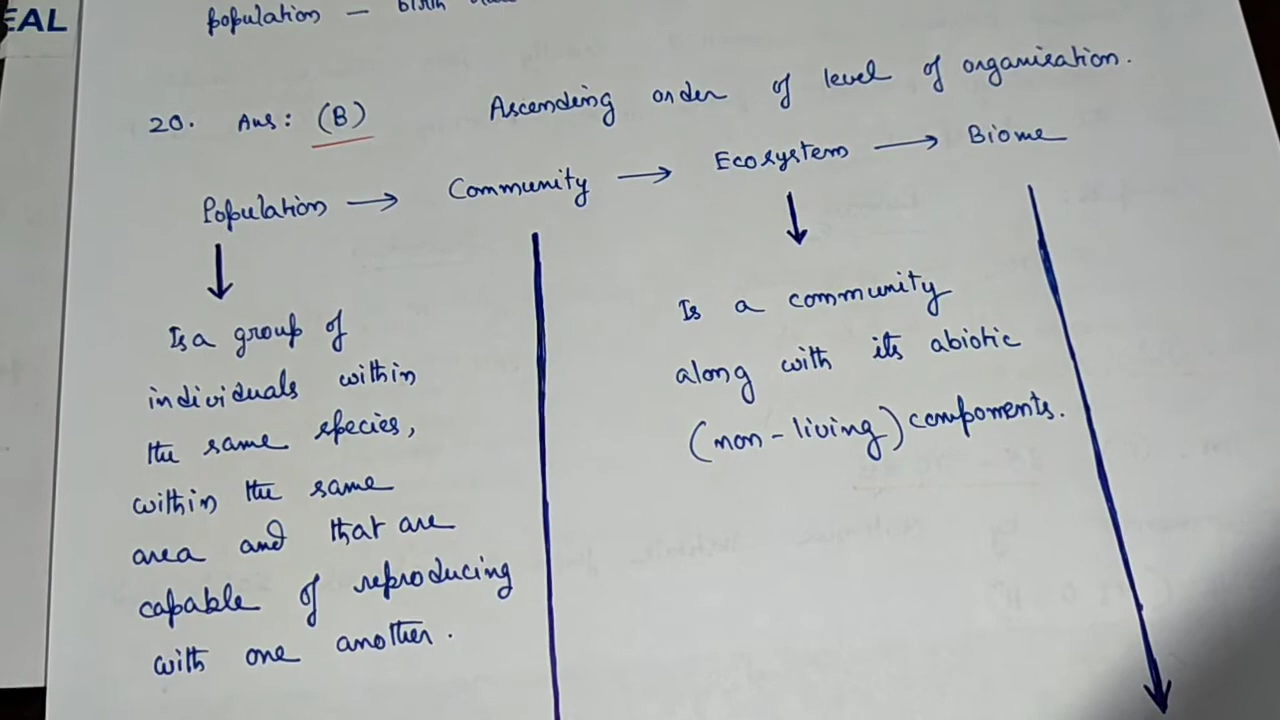 EAL
population – birth
20. Ans: (B) Ascending order of level of organisation.
Population → Community → Ecosystem → Biome
Is a group of
individuals within
the same species,
within the same
area and that are
capable of reproducing
with one another.
Is a community
along with its abiotic
(non-living) components.